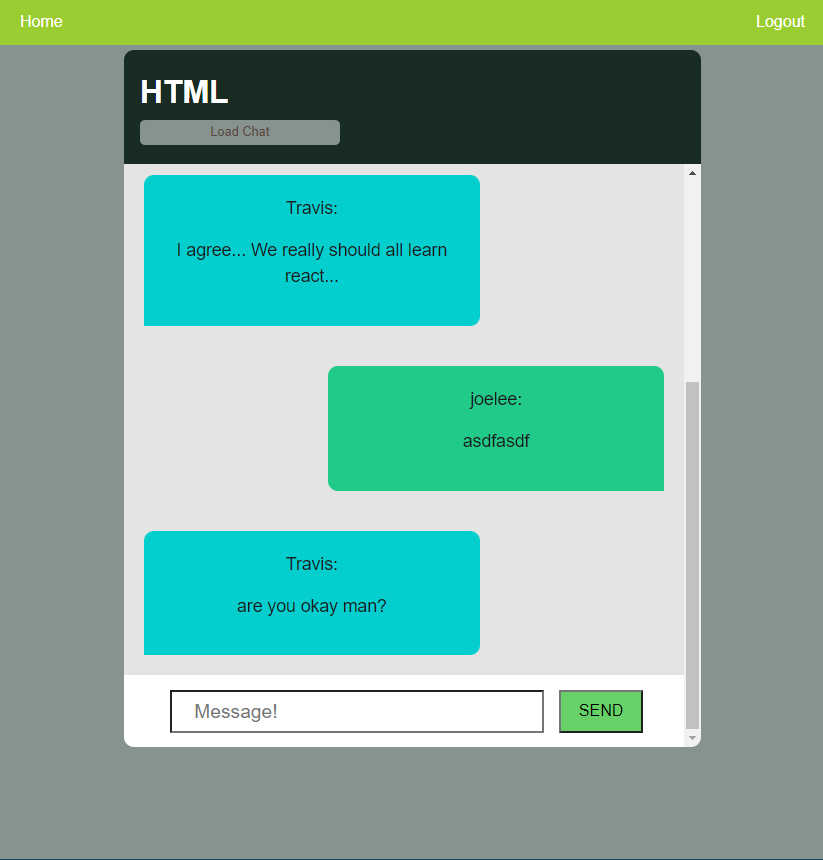 Home
Logout
HTML
Load Chat
Travis:
I agree... We really should all learn
react...
joelee:
asdfasdf
Travis:
are you okay man?
Message!
SEND